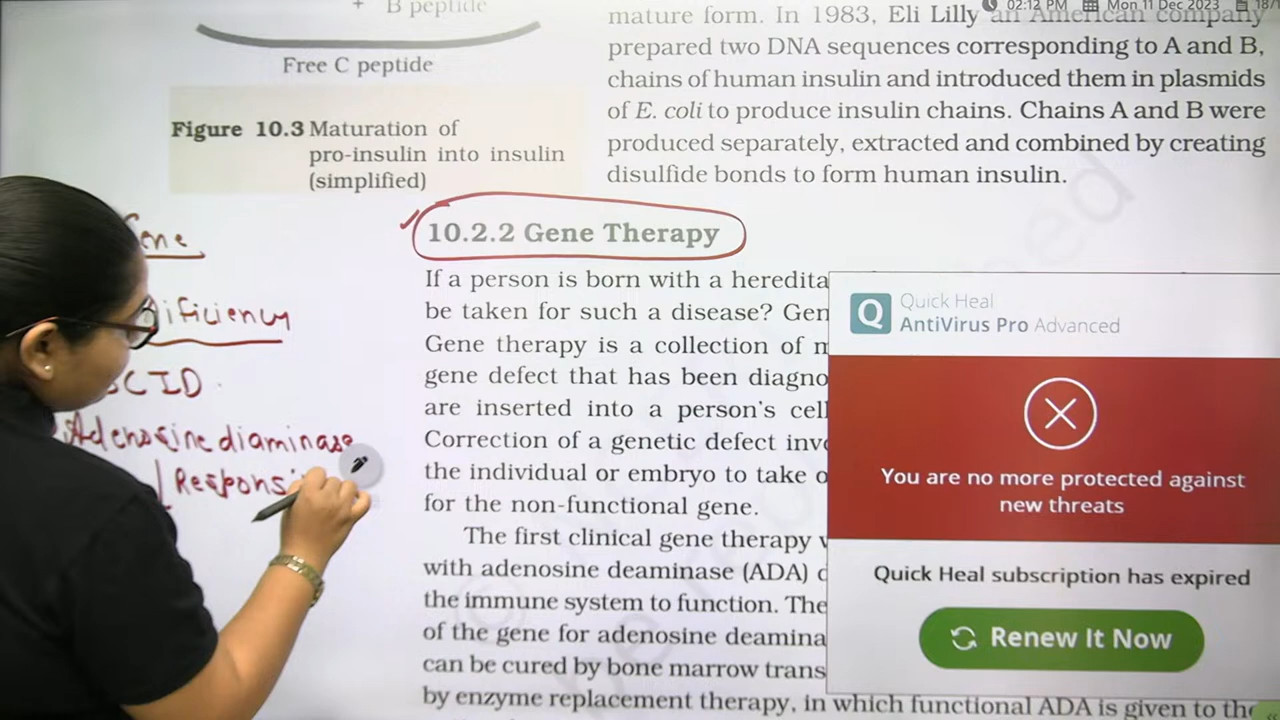 + B peptide
Free C peptide
Figure 10.3 Maturation of
pro-insulin into insulin
(simplified)
02:12 PM Mon 11 Dec 2023
mature form. In 1983, Eli Lilly an American company
prepared two DNA sequences corresponding to A and B,
chains of human insulin and introduced them in plasmids
of E. coli to produce insulin chains. Chains A and B were
produced separately, extracted and combined by creating
disulfide bonds to form human insulin.
10.2.2 Gene Therapy
If a person is born with a heredita
be taken for such a disease? Gen
Gene therapy is a collection of m
gene defect that has been diagno
are inserted into a person's cell
Correction of a genetic defect inv
the individual or embryo to take o
for the non-functional gene.
The first clinical gene therapy
with adenosine deaminase (ADA)
the immune system to function. The
of the gene for adenosine deamina
can be cured by bone marrow trans
by enzyme replacement therapy, in which functional ADA is given to the
ene
ificiency
SCID
Adenosine diaminase
Respons
Quick Heal
AntiVirus Pro Advanced
You are no more protected against
new threats
Quick Heal subscription has expired
Renew It Now